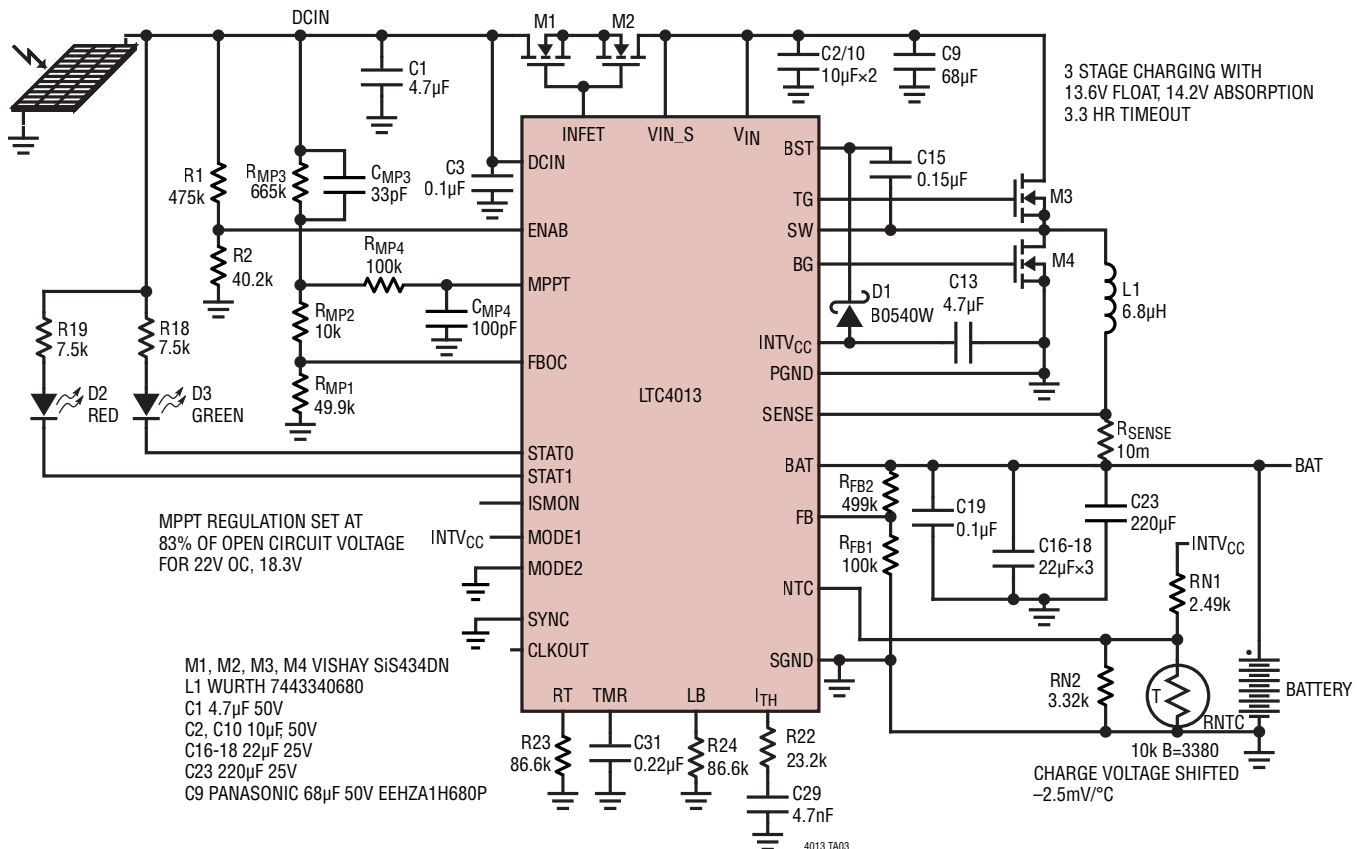 DCIN
M1
M2
C1
4.7µF
C2/10
10µF×2
C9
68µF
3 STAGE CHARGING WITH
13.6V FLOAT, 14.2V ABSORPTION
3.3 HR TIMEOUT
INFET
VIN_S
VIN
R1
475k
RMP3
665k
CMP3
33pF
C3
0.1µF
DCIN
BST
C15
0.15µF
TG
M3
SW
ENAB
R2
40.2k
RMP4
100k
BG
M4
MPPT
CMP4
100pF
C13
4.7µF
D1
B0540W
L1
6.8µH
R19
7.5k
R18
7.5k
RMP2
10k
INTVCC
FBOC
PGND
D2
RED
D3
GREEN
RMP1
49.9k
LTC4013
SENSE
RSENSE
10m
STAT0
STAT1
BAT
BAT
ISMON
RFB2
499k
C19
0.1µF
C23
220µF
FB
MPPT REGULATION SET AT
83% OF OPEN CIRCUIT VOLTAGE
FOR 22V OC, 18.3V
INTVCC
MODE1
MODE2
RFB1
100k
C16-18
22µF×3
INTVCC
RN1
2.49k
NTC
SYNC
CLKOUT
SGND
RN2
3.32k
T
RNTC
BATTERY
10k B=3380
CHARGE VOLTAGE SHIFTED
–2.5mV/°C
M1, M2, M3, M4 VISHAY SiS434DN
L1 WURTH 7443340680
C1 4.7µF 50V
C2, C10 10µF, 50V
C16-18 22µF 25V
C23 220µF 25V
C9 PANASONIC 68µF 50V EEHZA1H680P
RT
TMR
LB
ITH
R23
86.6k
C31
0.22µF
R24
86.6k
R22
23.2k
C29
4.7nF
4013 TA03